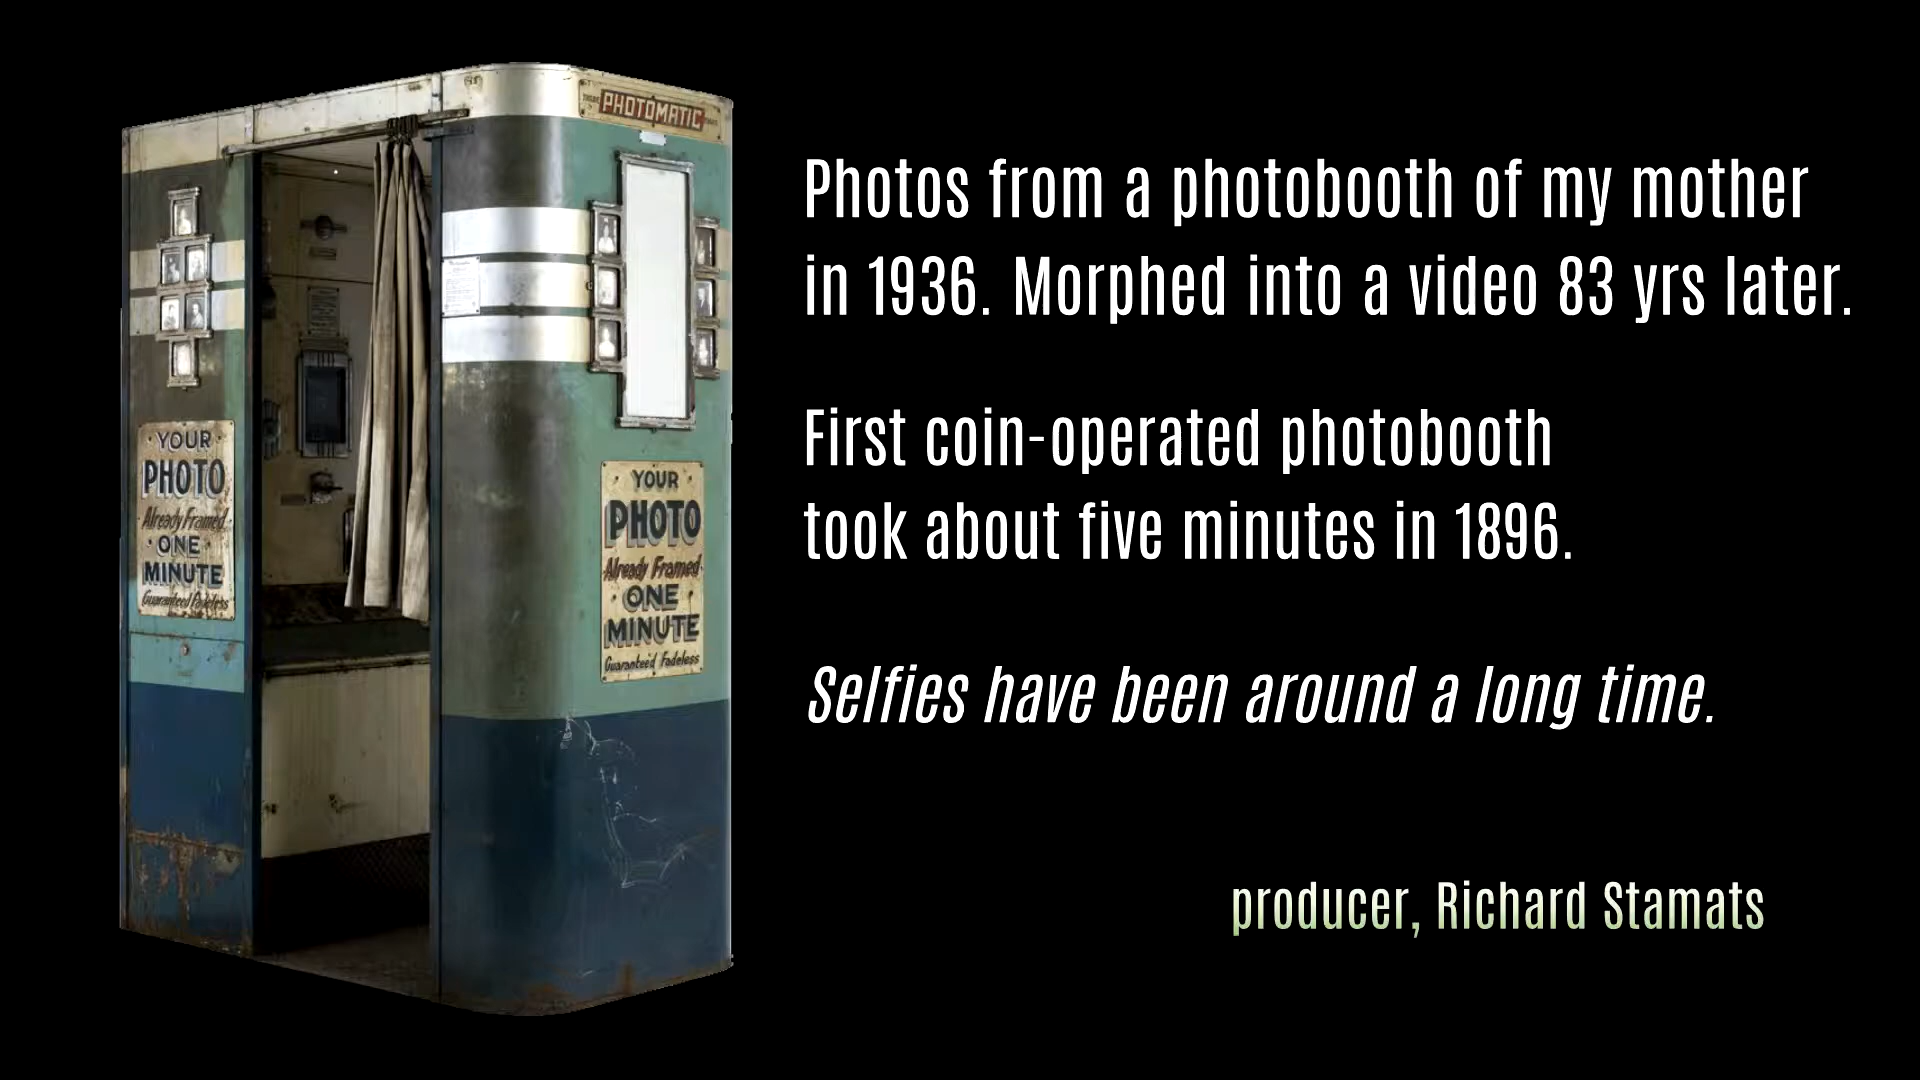 PHOTOMATIC
YOUR
PHOTO
Already Framed
ONE
MINUTE
Guaranteed Fadeless
YOUR
PHOTO
Already Framed
ONE
MINUTE
Guaranteed Fadeless
Photos from a photobooth of my mother
in 1936. Morphed into a video 83 yrs later.
First coin-operated photobooth
took about five minutes in 1896.
Selfies have been around a long time.
producer, Richard Stamats